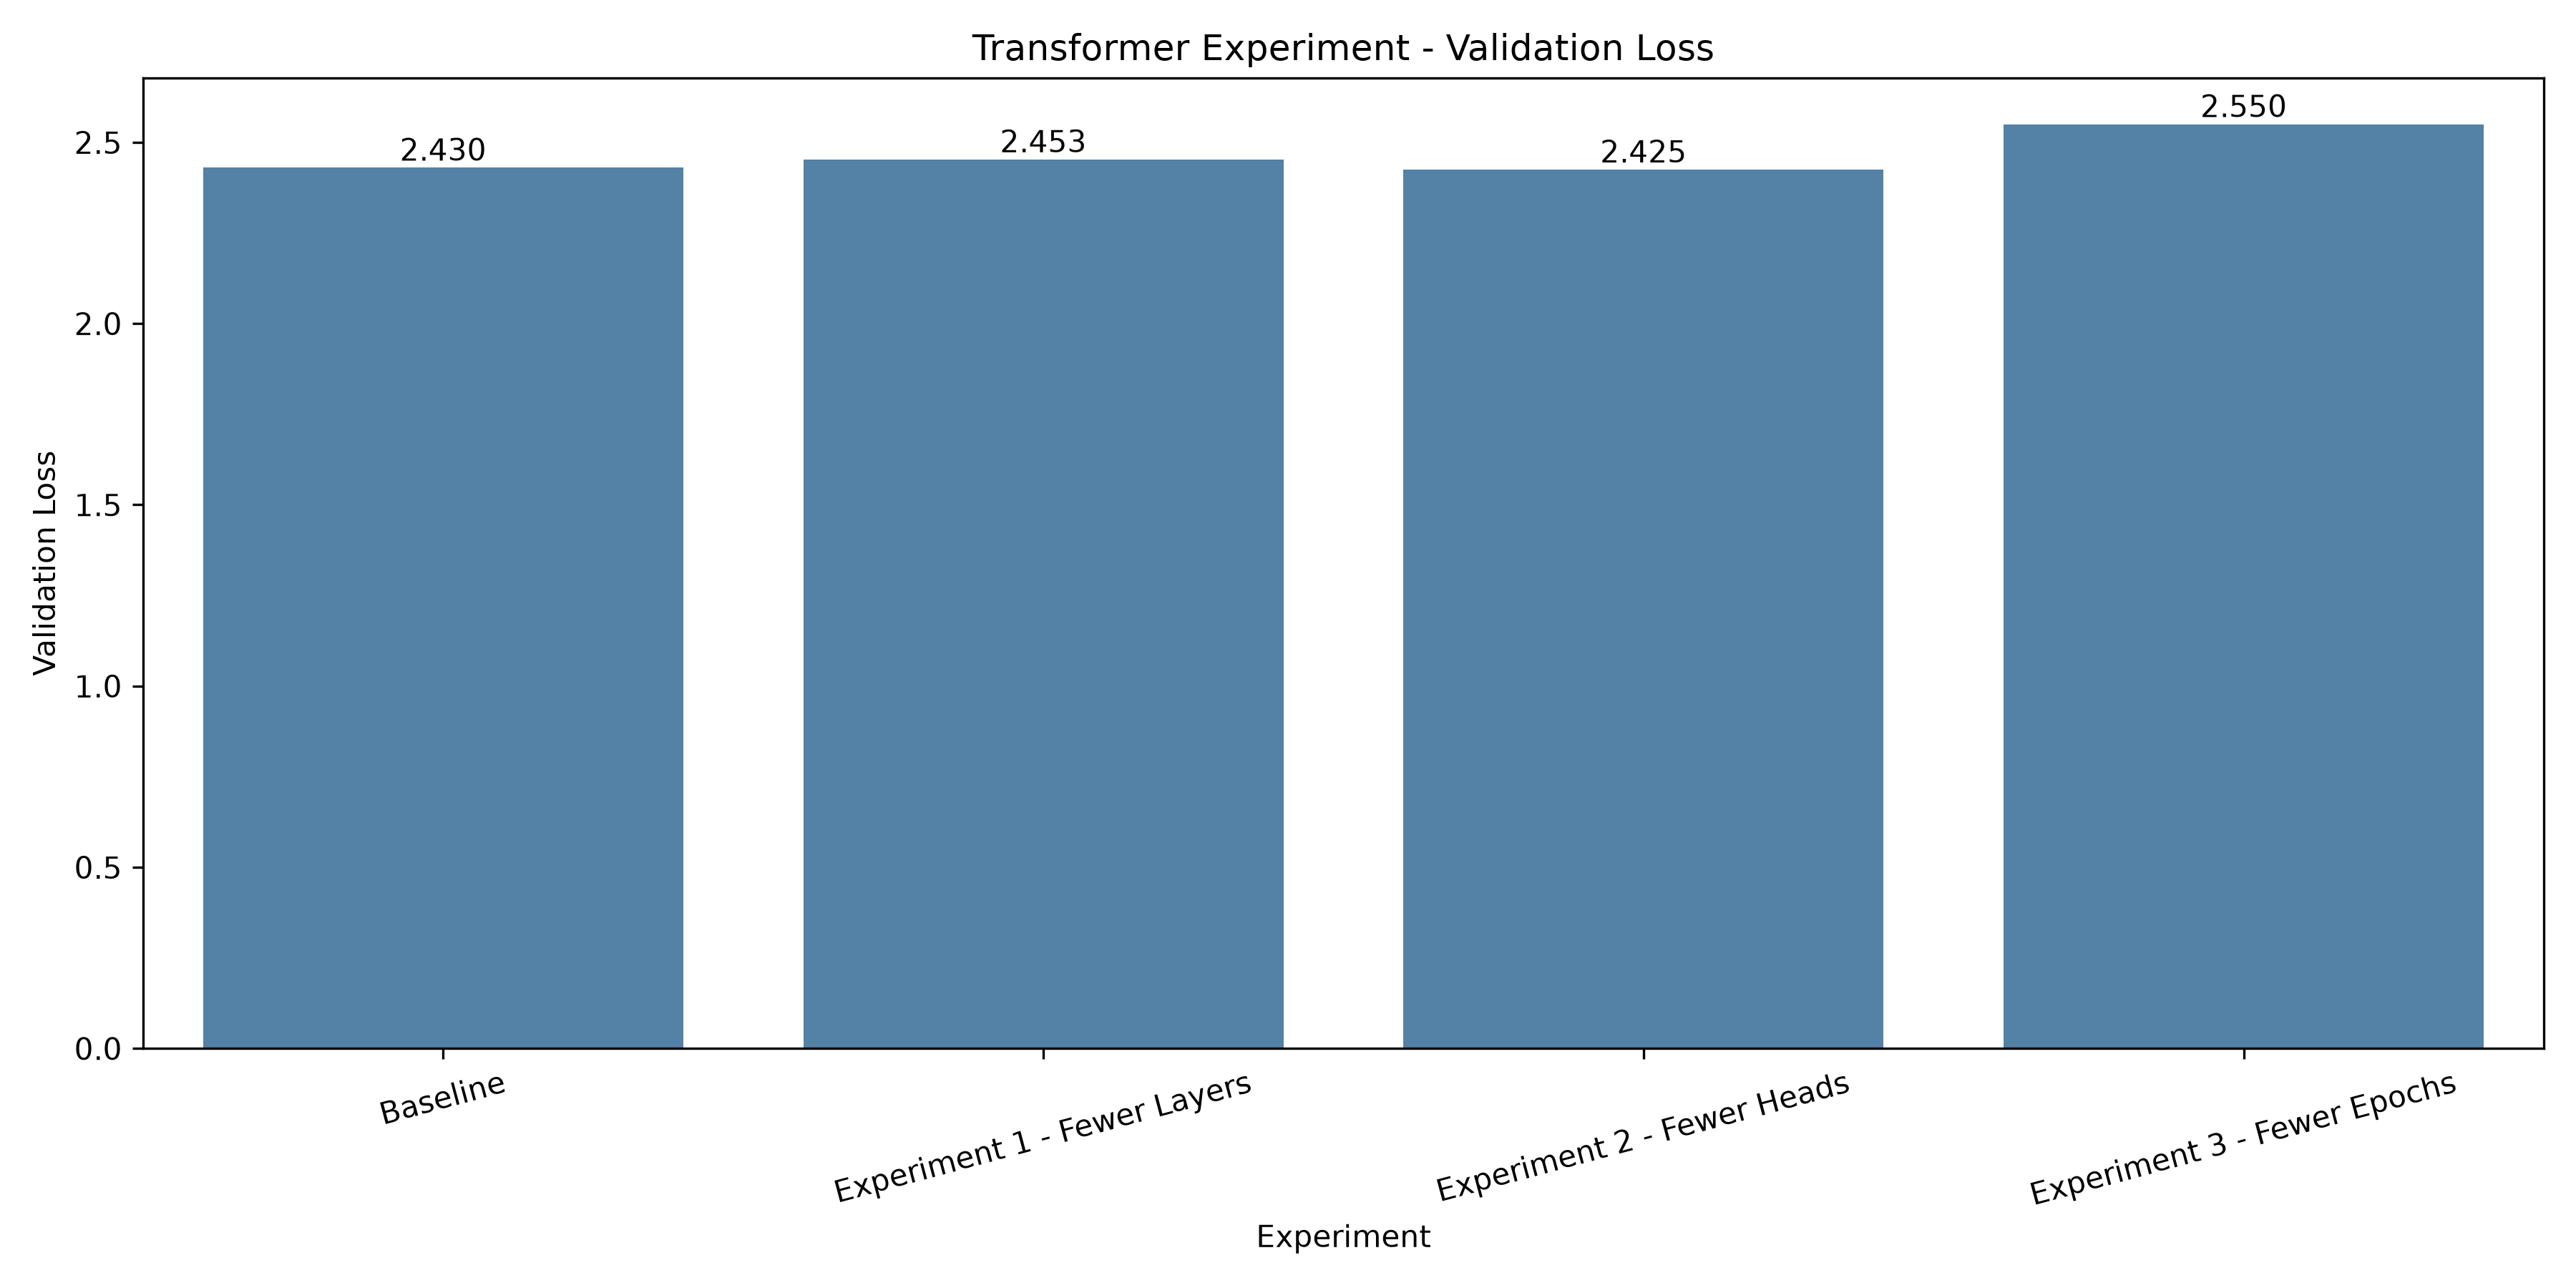 Transformer Experiment - Validation Loss
2.430
2.453
2.425
2.550
2.5
2.0
1.5
1.0
0.5
0.0
Validation Loss
Baseline
Experiment 1 - Fewer Layers
Experiment 2 - Fewer Heads
Experiment 3 - Fewer Epochs
Experiment